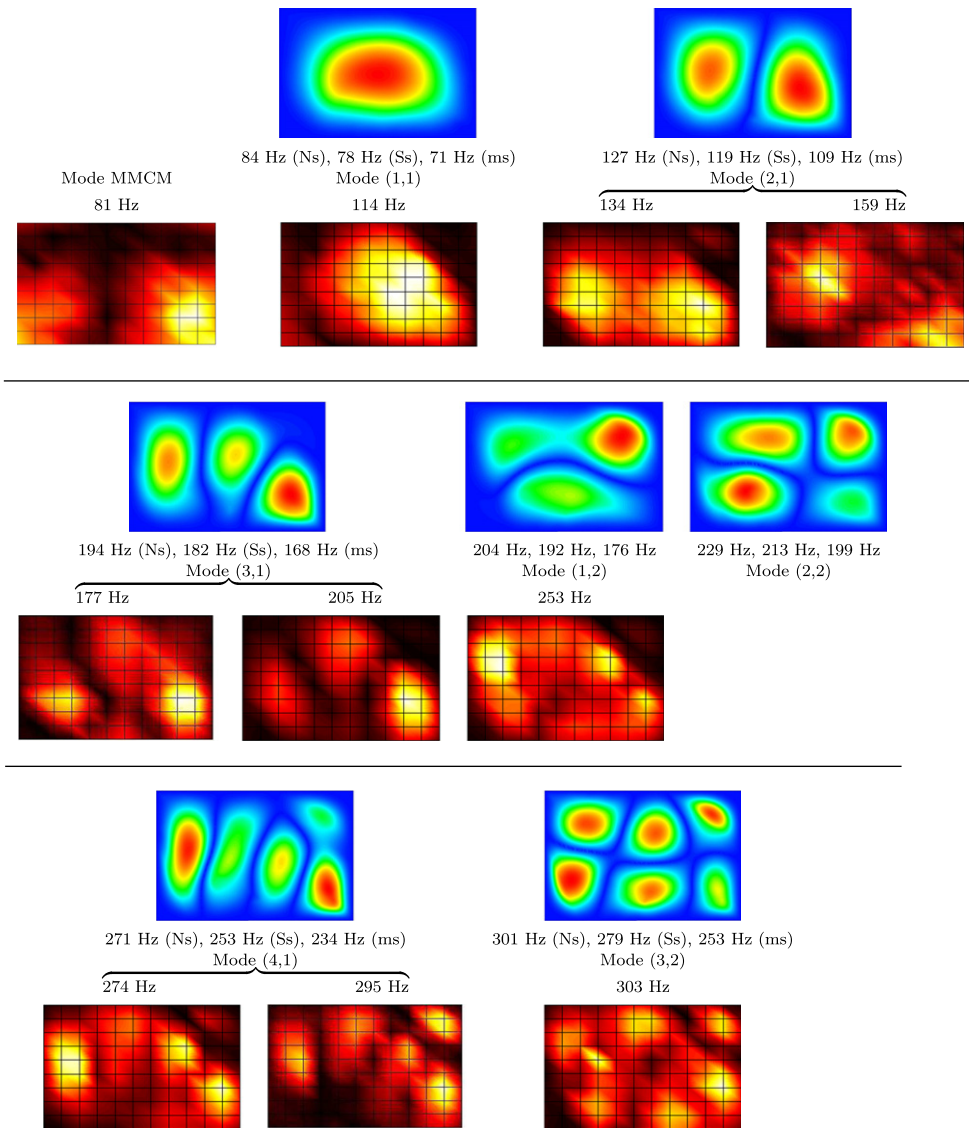 84 Hz (Ns), 78 Hz (Ss), 71 Hz (ms)
Mode (1,1)
127 Hz (Ns), 119 Hz (Ss), 109 Hz (ms)
Mode (2,1)
Mode MMCM
81 Hz
114 Hz
134 Hz
159 Hz
194 Hz (Ns), 182 Hz (Ss), 168 Hz (ms)
Mode (3,1)
204 Hz, 192 Hz, 176 Hz
Mode (1,2)
229 Hz, 213 Hz, 199 Hz
Mode (2,2)
177 Hz
205 Hz
253 Hz
271 Hz (Ns), 253 Hz (Ss), 234 Hz (ms)
Mode (4,1)
301 Hz (Ns), 279 Hz (Ss), 253 Hz (ms)
Mode (3,2)
274 Hz
295 Hz
303 Hz